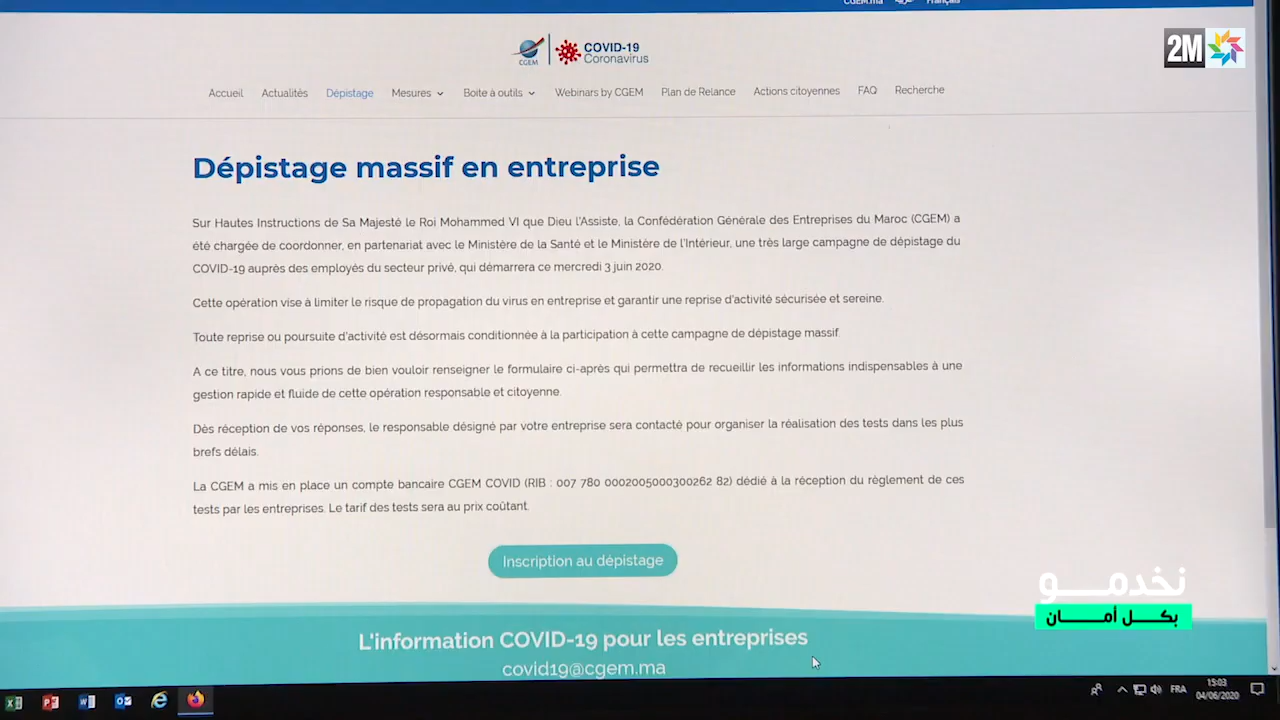 CGEM.ma
Français
CGEM
COVID-19
Coronavirus
2M
Accueil Actualités Dépistage Mesures Boite à outils Webinars by CGEM Plan de Relance Actions citoyennes FAQ Recherche
Dépistage massif en entreprise
Sur Hautes Instructions de Sa Majesté le Roi Mohammed VI que Dieu l'Assiste, la Confédération Générale des Entreprises du Maroc (CGEM) a
été chargée de coordonner, en partenariat avec le Ministère de la Santé et le Ministère de l'Intérieur, une très large campagne de dépistage du
COVID-19 auprès des employés du secteur privé, qui démarrera ce mercredi 3 juin 2020.
Cette opération vise à limiter le risque de propagation du virus en entreprise et garantir une reprise d'activité sécurisée et sereine.
Toute reprise ou poursuite d'activité est désormais conditionnée à la participation à cette campagne de dépistage massif.
A ce titre, nous vous prions de bien vouloir renseigner le formulaire ci-après qui permettra de recueillir les informations indispensables à une
gestion rapide et fluide de cette opération responsable et citoyenne.
Dès réception de vos réponses, le responsable désigné par votre entreprise sera contacté pour organiser la réalisation des tests dans les plus
brefs délais.
La CGEM a mis en place un compte bancaire CGEM COVID (RIB : 007 780 0002005000300262 82) dédié à la réception du règlement de ces
tests par les entreprises. Le tarif des tests sera au prix coûtant.
Inscription au dépistage
نخدمـــو
بكـــل أمـــــان
L'information COVID-19 pour les entreprises
covid19@cgem.ma
FRA
15:03
04/06/2020